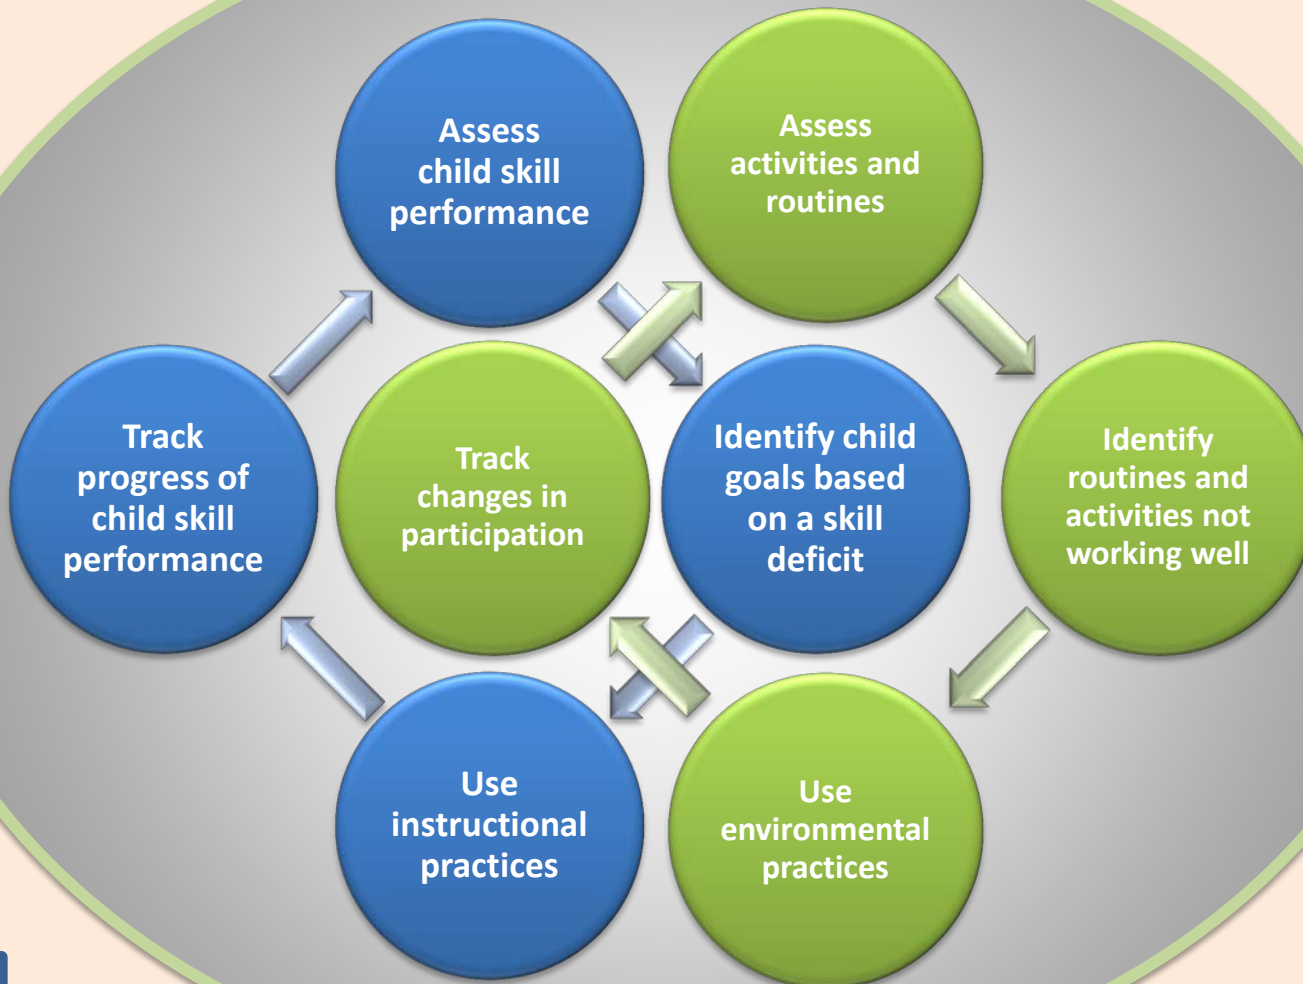 Assess
child skill
performance
Assess
activities and
routines
Track
progress of
child skill
performance
Track
changes in
participation
Identify child
goals based
on a skill
deficit
Identify
routines and
activities not
working well
Use
instructional
practices
Use
environmental
practices